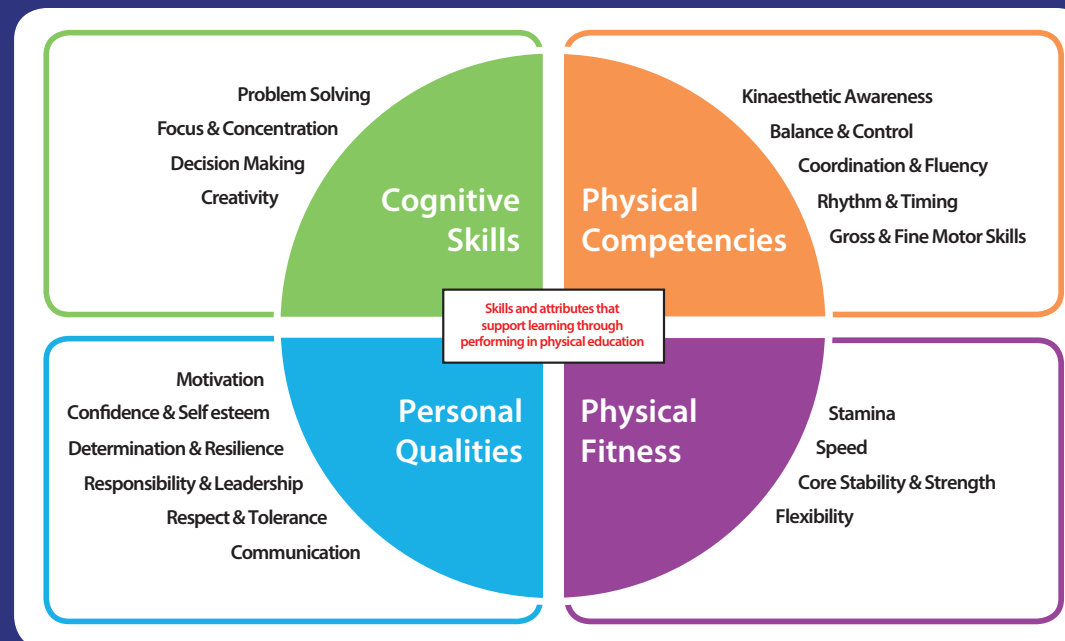 Problem Solving
Focus & Concentration
Decision Making
Creativity
Cognitive
Skills
Kinaesthetic Awareness
Balance & Control
Coordination & Fluency
Rhythm & Timing
Gross & Fine Motor Skills
Physical
Competencies
Skills and attributes that
support learning through
performing in physical education
Motivation
Confidence & Self esteem
Determination & Resilience
Responsibility & Leadership
Respect & Tolerance
Communication
Personal
Qualities
Physical
Fitness
Stamina
Speed
Core Stability & Strength
Flexibility